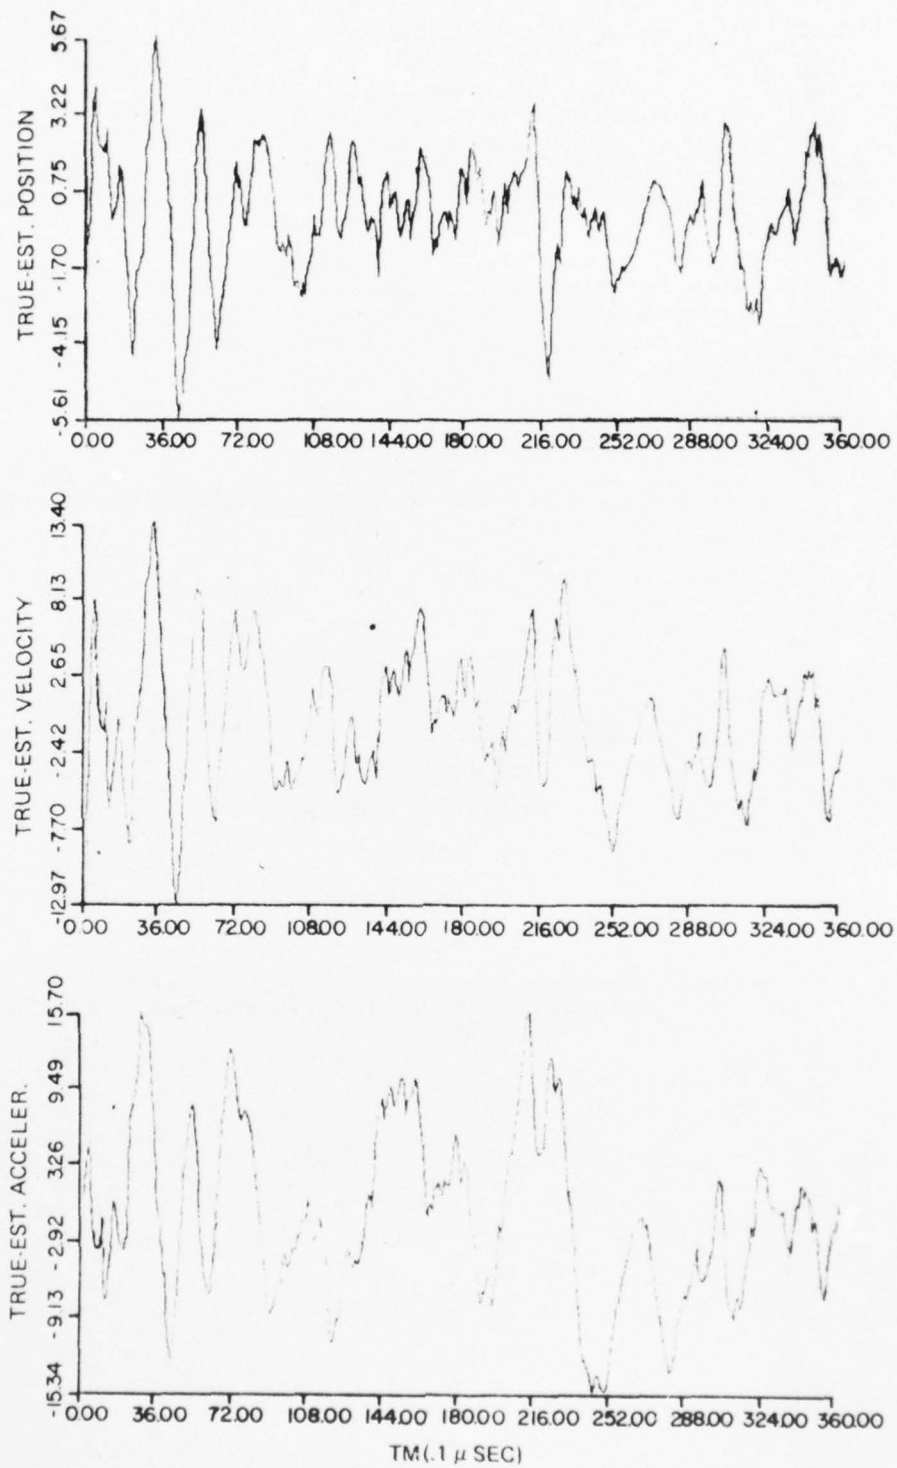 TRUE-EST. POSITION
5.67
3.22
0.75
-1.70
-4.15
-5.61
0.00 36.00 72.00 108.00 144.00 180.00 216.00 252.00 288.00 324.00 360.00
TRUE-EST. VELOCITY
13.40
8.13
2.65
-2.42
-7.70
-12.97
0.00 36.00 72.00 108.00 144.00 180.00 216.00 252.00 288.00 324.00 360.00
TRUE-EST. ACCELER.
15.70
9.49
3.26
-2.92
-9.13
-15.34
0.00 36.00 72.00 108.00 144.00 180.00 216.00 252.00 288.00 324.00 360.00
TM(.1 μ SEC)